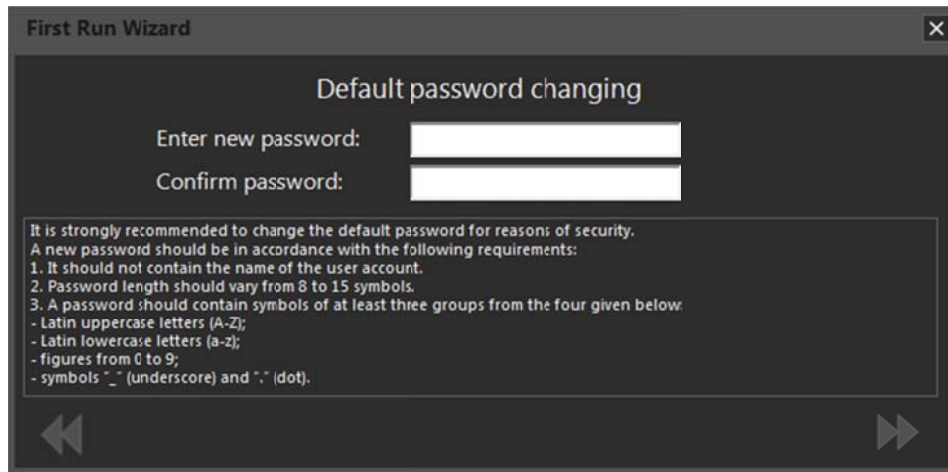 First Run Wizard
Default password changing
Enter new password:
Confirm password:
It is strongly recommended to change the default password for reasons of security.
A new password should be in accordance with the following requirements:
1. It should not contain the name of the user account.
2. Password length should vary from 8 to 15 symbols.
3. A password should contain symbols of at least three groups from the four given below:
- Latin uppercase letters (A-Z);
- Latin lowercase letters (a-z);
- figures from 0 to 9;
- symbols "_" (underscore) and "." (dot).